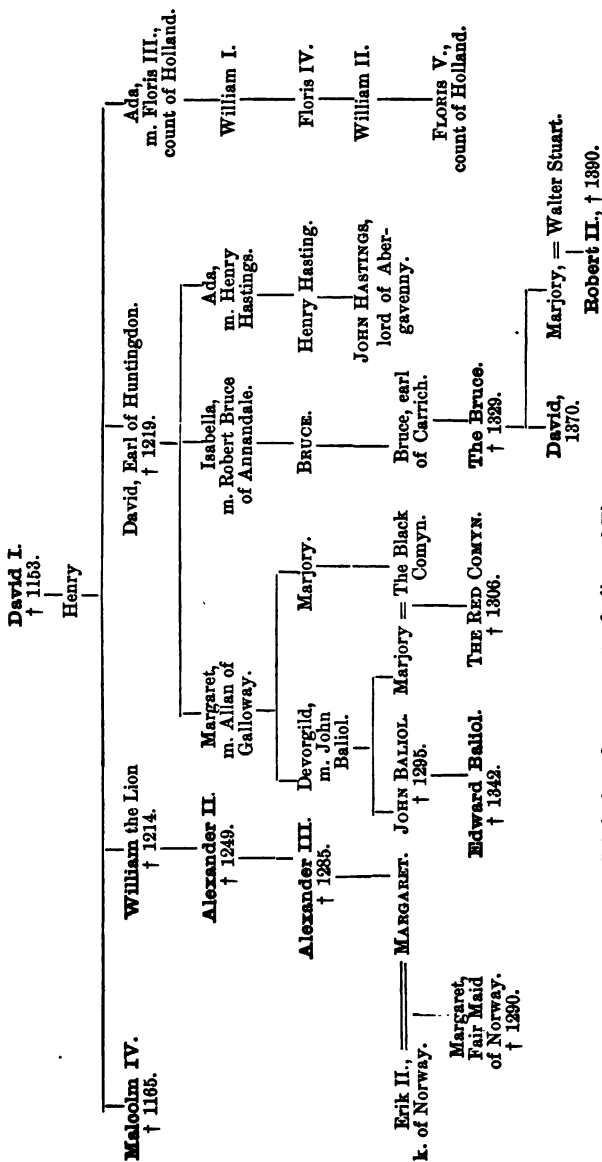 David I.
† 1153.
Henry
Malcolm IV.
† 1165.
William the Lion
† 1214.
David, Earl of Huntingdon.
† 1219.
Ada,
m. Floris III.,
count of Holland.
Alexander II.
† 1249.
Margaret,
m. Allan of
Galloway.
Isabella,
m. Robert Bruce
of Annandale.
Ada,
m. Henry
Hastings.
William I.
Alexander III.
† 1285.
Devorgild,
m. John
Baliol.
Marjory.
BRUCE.
Henry Hasting.
Floris IV.
Erik II., = MARGARET.
k. of Norway.
JOHN BALIOL.
† 1295.
Marjory = The Black
Comyn.
Bruce, earl
of Carrich.
JOHN HASTINGS,
lord of Aber-
gavenny.
William II.
Margaret,
Fair Maid
of Norway.
† 1290.
Edward Baliol.
† 1342.
THE RED COMYN.
† 1306.
The Bruce.
† 1329.
FLORIS V.,
count of Holland.
David,
1370.
Marjory, = Walter Stuart.
Robert II., † 1390.